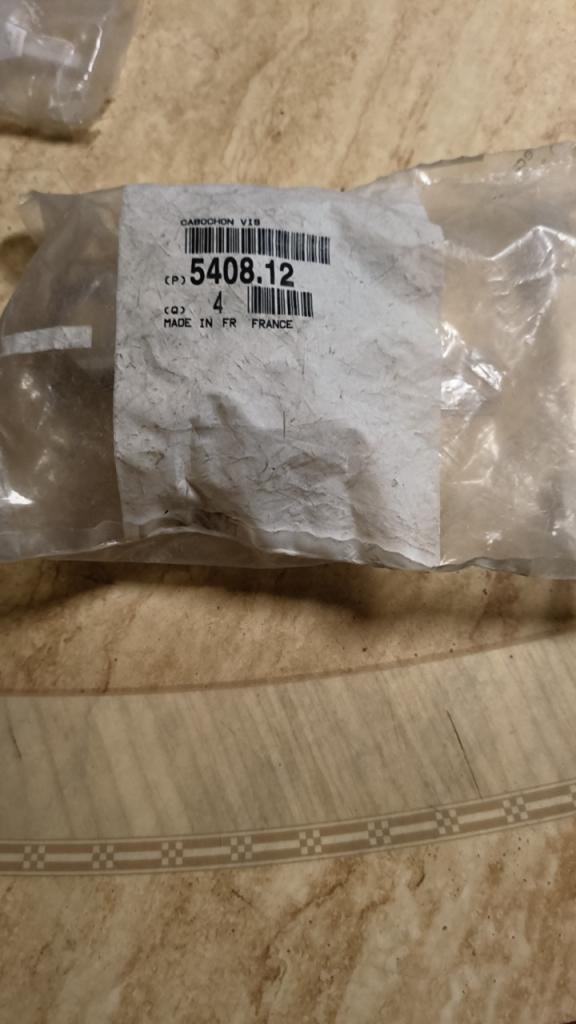 CABOCHON VIS
(P) 5408.12
(Q) 4
MADE IN FR FRANCE